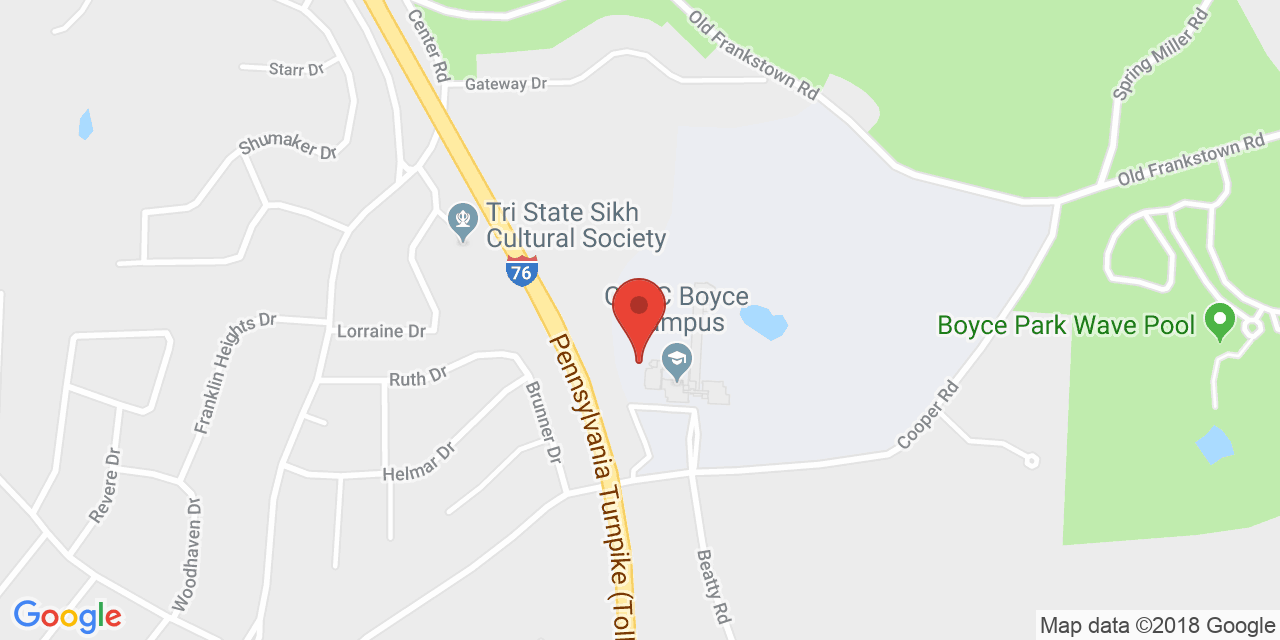 Center Rd
Old Frankstown Rd
Spring Miller Rd
Starr Dr
Gateway Dr
Shumaker Dr
Old Frankstown Rd
Tri State Sikh
Cultural Society
76
C Boyce
ampus
Franklin Heights Dr
Lorraine Dr
Boyce Park Wave Pool
Pennsylvania Turnpike (Toll
Ruth Dr
Brunner Dr
Cooper Rd
Helmar Dr
Revere Dr
Woodhaven Dr
Beatty Rd
Google
Map data ©2018 Google